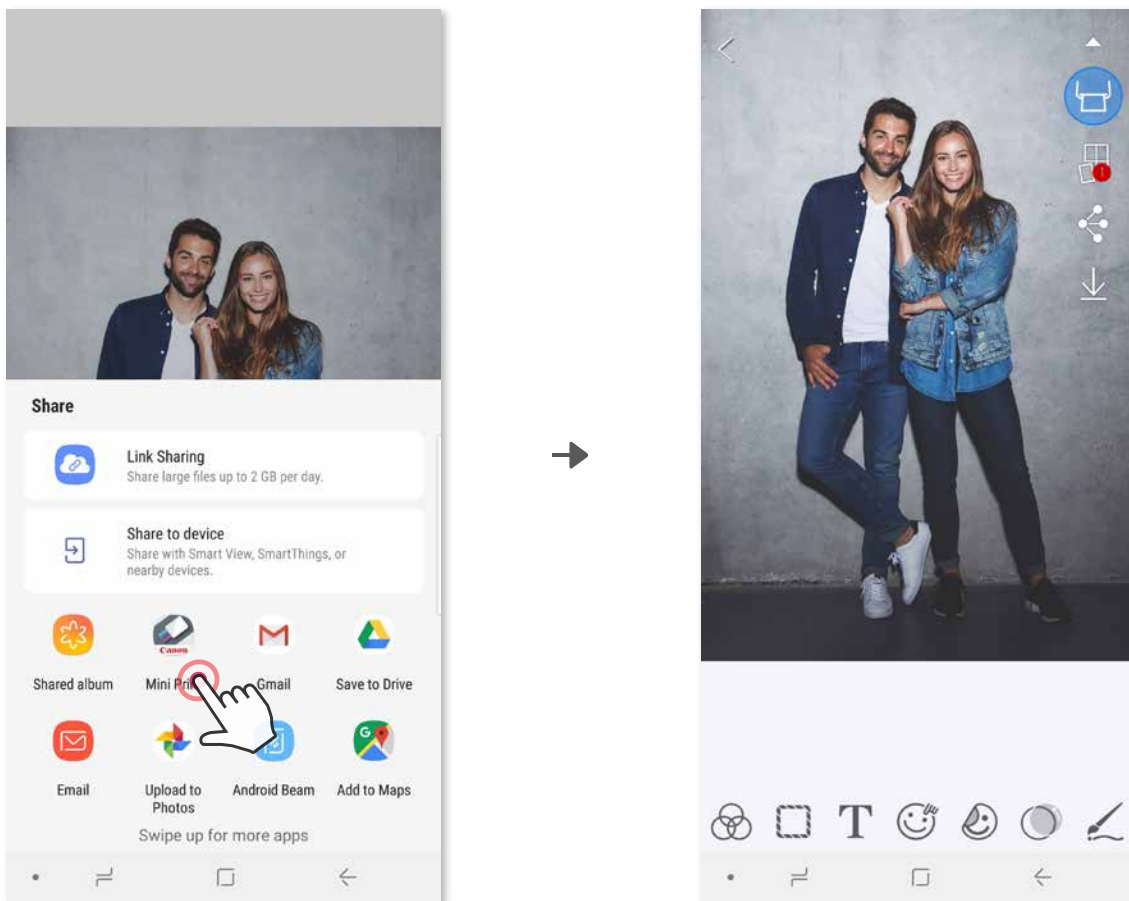 Share
Link Sharing
Share large files up to 2 GB per day.
Share to device
Share with Smart View, SmartThings, or
nearby devices.
Canon
Shared album
Mini Pri
Gmail
Save to Drive
G
Email
Upload to
Photos
Android Beam
Add to Maps
Swipe up for more apps
T